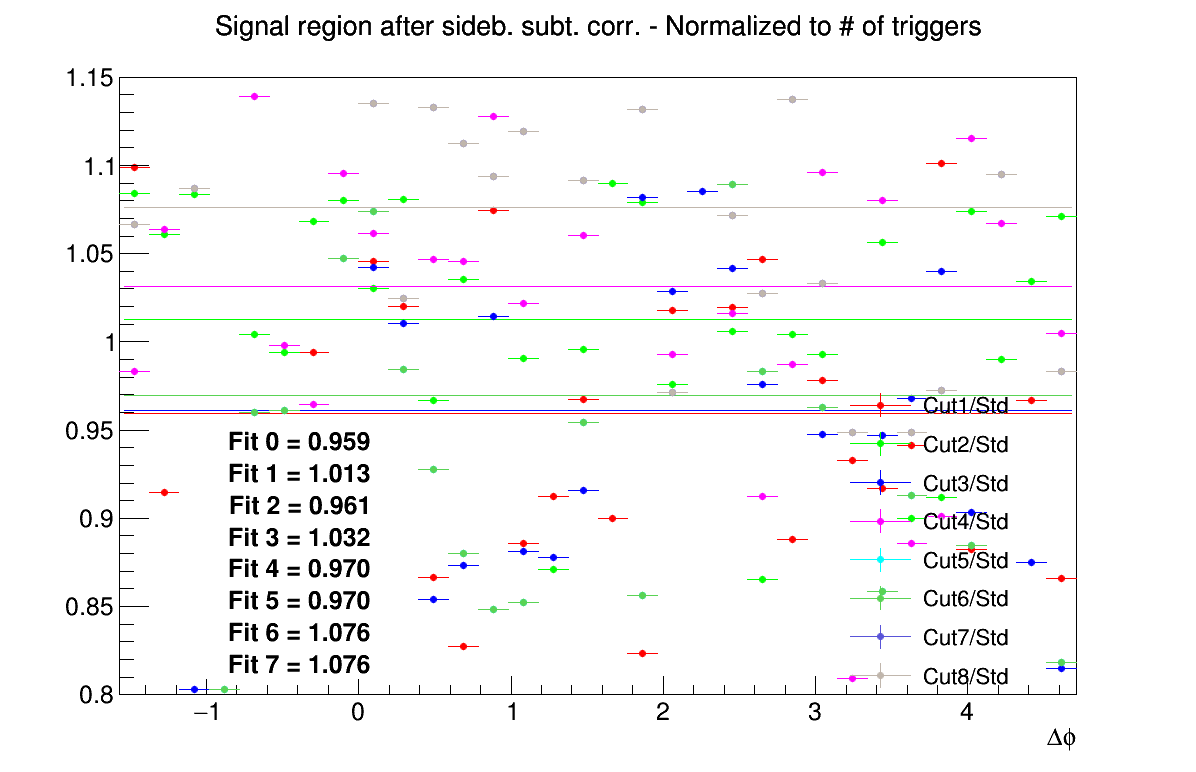 Signal region after sideb. subt. corr. - Normalized to # of triggers
1.15
1.1
1.05
1
0.95
0.9
0.85
0.8
Fit 0 = 0.959
Fit 1 = 1.013
Fit 2 = 0.961
Fit 3 = 1.032
Fit 4 = 0.970
Fit 5 = 0.970
Fit 6 = 1.076
Fit 7 = 1.076
Cut1/Std
Cut2/Std
Cut3/Std
Cut4/Std
Cut5/Std
Cut6/Std
Cut7/Std
Cut8/Std
−1 0 1 2 3 4
Δϕ